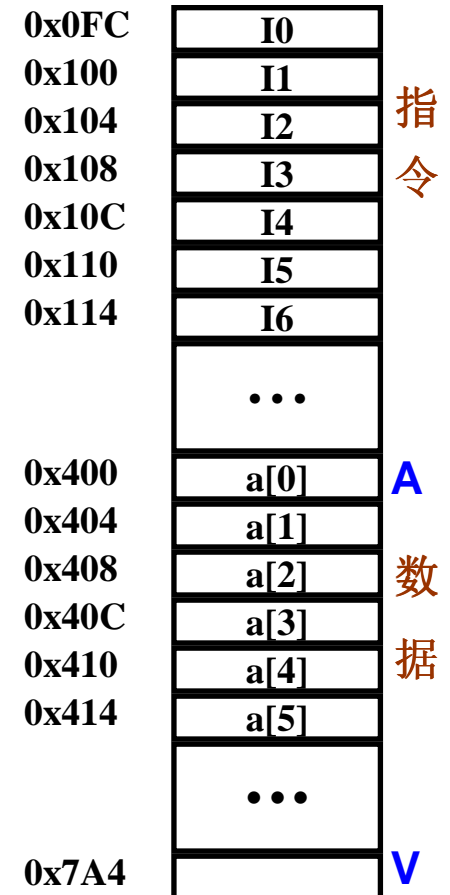 0x0FC I0
0x100 I1
指
0x104 I2
0x108 I3
令
0x10C I4
0x110 I5
0x114 I6
•••
0x400 a[0] A
0x404 a[1]
0x408 a[2] 数
0x40C a[3]
0x410 a[4] 据
0x414 a[5]
•••
0x7A4 V